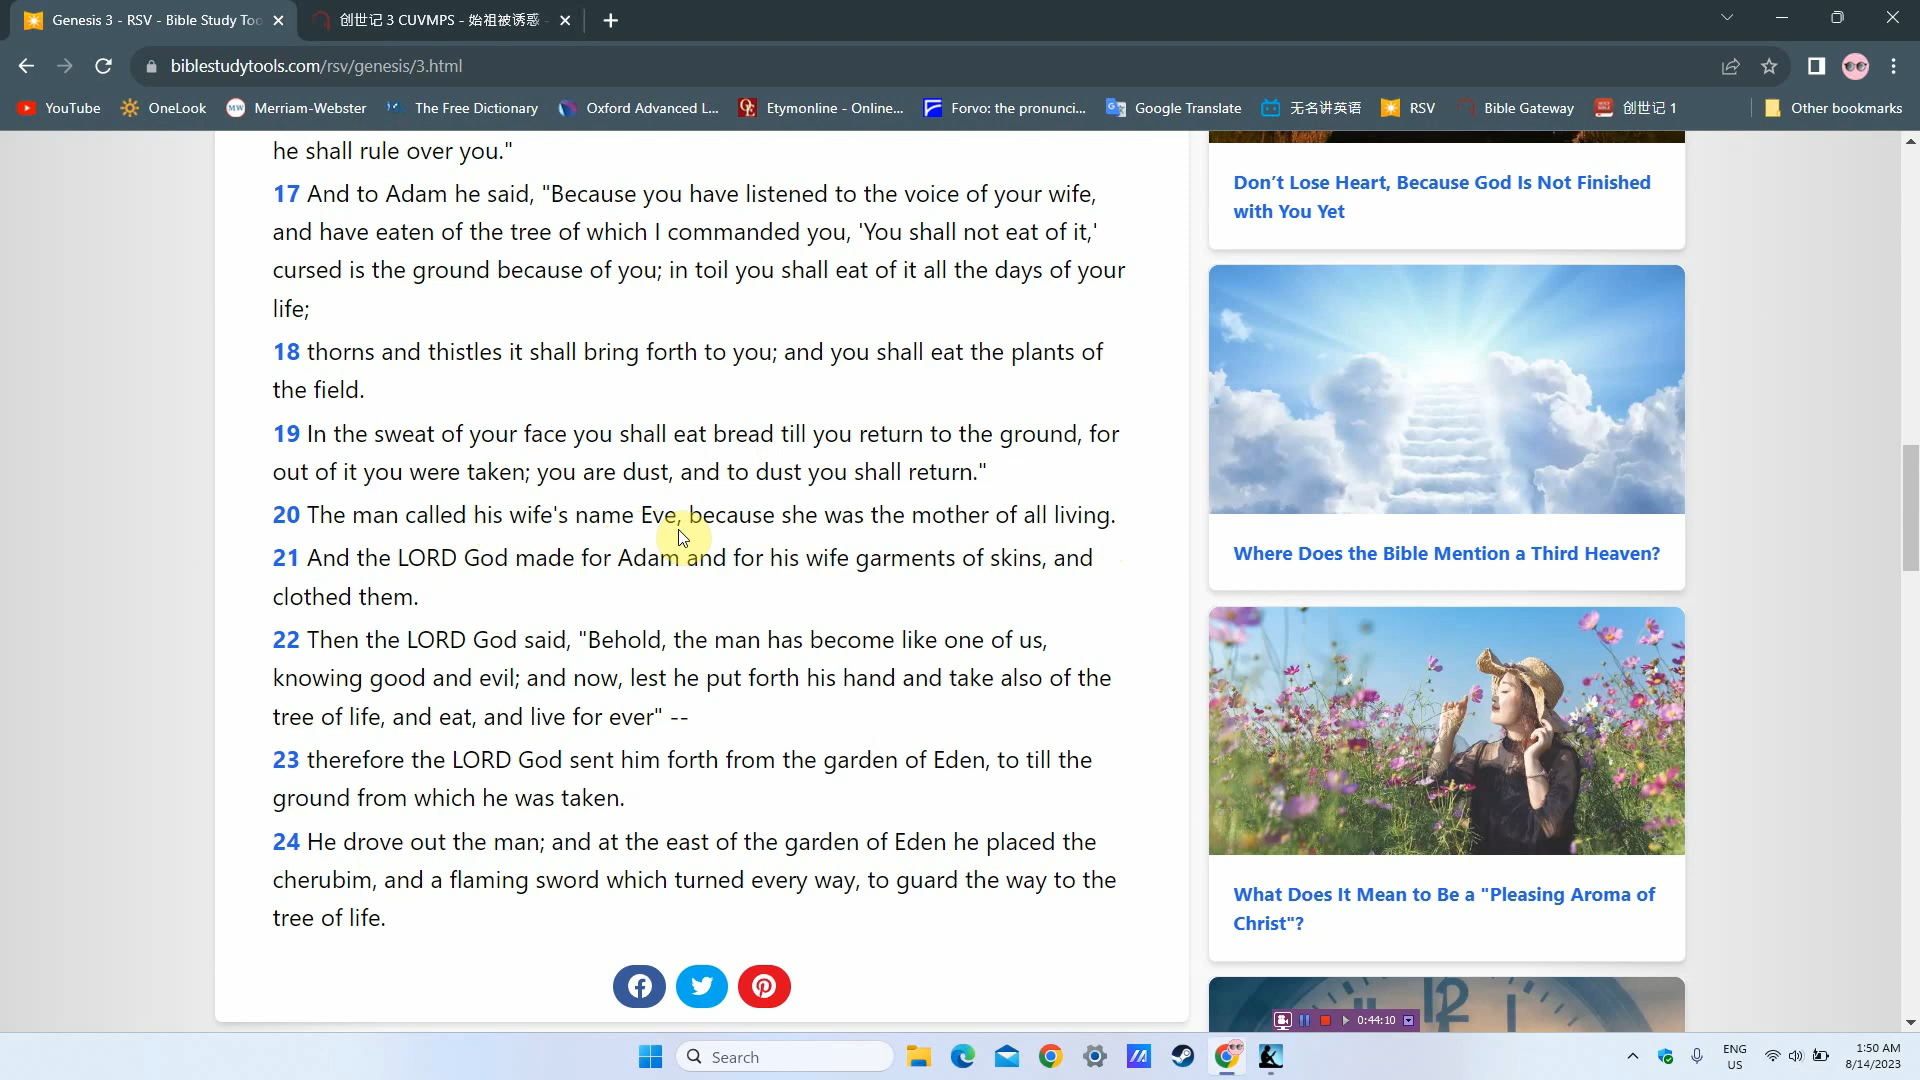 Genesis 3 - RSV - Bible Study Too
创世记 3 CUVMPS - 始祖被诱惑
biblestudytools.com/rsv/genesis/3.html
YouTube
OneLook
Merriam-Webster
The Free Dictionary
Oxford Advanced L...
Etymonline - Online...
Forvo: the pronunci...
Google Translate
无名讲英语
RSV
Bible Gateway
创世记 1
Other bookmarks
he shall rule over you."
17 And to Adam he said, "Because you have listened to the voice of your wife,
and have eaten of the tree of which I commanded you, 'You shall not eat of it,'
cursed is the ground because of you; in toil you shall eat of it all the days of your
life;
18 thorns and thistles it shall bring forth to you; and you shall eat the plants of
the field.
19 In the sweat of your face you shall eat bread till you return to the ground, for
out of it you were taken; you are dust, and to dust you shall return."
20 The man called his wife's name Eve, because she was the mother of all living.
21 And the LORD God made for Adam and for his wife garments of skins, and
clothed them.
22 Then the LORD God said, "Behold, the man has become like one of us,
knowing good and evil; and now, lest he put forth his hand and take also of the
tree of life, and eat, and live for ever" --
23 therefore the LORD God sent him forth from the garden of Eden, to till the
ground from which he was taken.
24 He drove out the man; and at the east of the garden of Eden he placed the
cherubim, and a flaming sword which turned every way, to guard the way to the
tree of life.
Don’t Lose Heart, Because God Is Not Finished
with You Yet
Where Does the Bible Mention a Third Heaven?
What Does It Mean to Be a "Pleasing Aroma of
Christ"?
0:44:10
Search
ENG
US
1:50 AM
8/14/2023